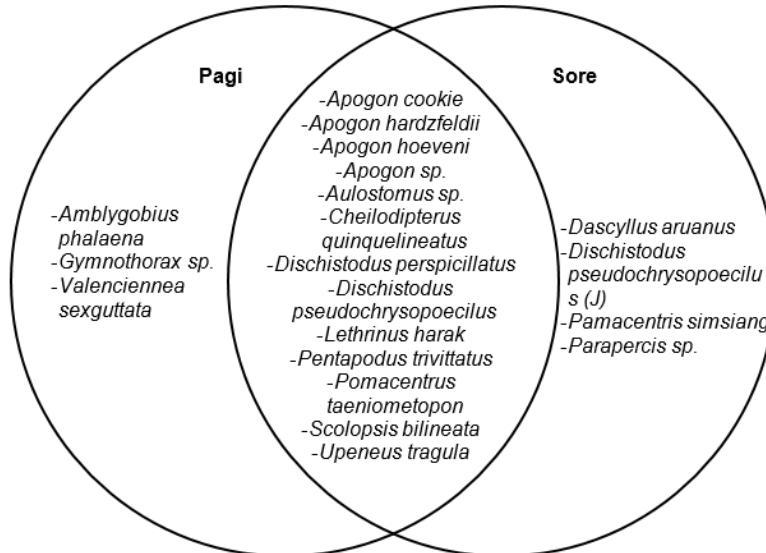 Pagi
Sore
-Amblygobius
phalaena
-Gymnothorax sp.
-Valenciennea
sexguttata
-Apogon cookie
-Apogon hardzfeldii
-Apogon hoeveni
-Apogon sp.
-Aulostomus sp.
-Cheilodipterus
quinquelineatus
-Dischistodus perspicillatus
-Dischistodus
pseudochrysopoecilus
-Lethrinus harak
-Pentapodus trivittatus
-Pomacentrus
taeniometopon
-Scolopsis bilineata
-Upeneus tragula
-Dascyllus aruanus
-Dischistodus
pseudochrysopoecilu
s (J)
-Pamacentris simsiang
-Parapercis sp.